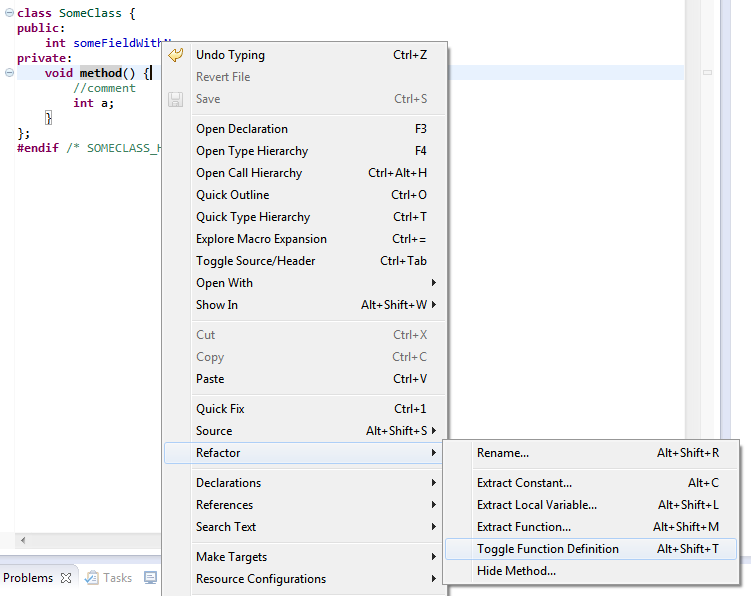 class SomeClass {
public:
int someFieldWith
private:
void method() {
//comment
int a;
}
};
#endif /* SOMECLASS_
Undo Typing Ctrl+Z
Revert File
Save Ctrl+S
Open Declaration F3
Open Type Hierarchy F4
Open Call Hierarchy Ctrl+Alt+H
Quick Outline Ctrl+O
Quick Type Hierarchy Ctrl+T
Explore Macro Expansion Ctrl+=
Toggle Source/Header Ctrl+Tab
Open With
Show In Alt+Shift+W
Cut Ctrl+X
Copy Ctrl+C
Paste Ctrl+V
Quick Fix Ctrl+1
Source Alt+Shift+S
Refactor
Declarations
References
Search Text
Make Targets
Resource Configurations
Rename... Alt+Shift+R
Extract Constant... Alt+C
Extract Local Variable... Alt+Shift+L
Extract Function... Alt+Shift+M
Toggle Function Definition Alt+Shift+T
Hide Method...
Problems Tasks